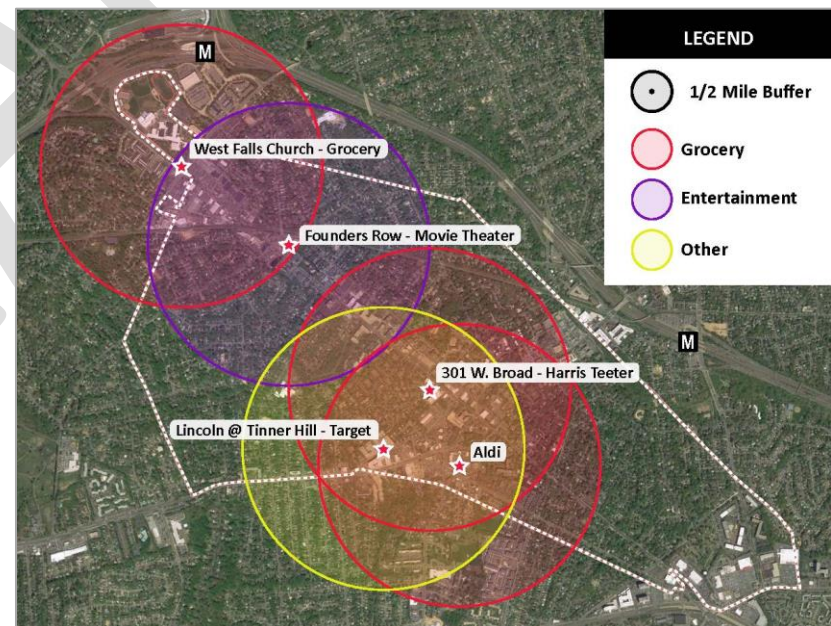 M
West Falls Church - Grocery
Founders Row - Movie Theater
301 W. Broad - Harris Teeter
Lincoln @ Tinner Hill - Target
Aldi
M
LEGEND
1/2 Mile Buffer
Grocery
Entertainment
Other